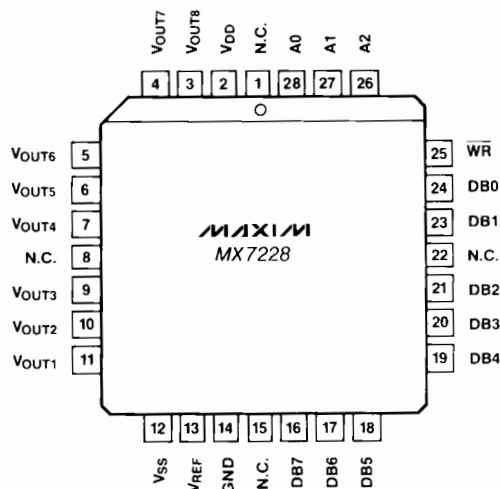 VOUT7 VOUT8 VDD N.C. A0 A1 A2
4 3 2 1 28 27 26
VOUT6 5 25 WR
VOUT5 6 24 DB0
VOUT4 7 23 DB1
N.C. 8 22 N.C.
VOUT3 9 21 DB2
VOUT2 10 20 DB3
VOUT1 11 19 DB4
MAXIM
MX7228
12 13 14 15 16 17 18
VSS VREF GND N.C. DB7 DB6 DB5